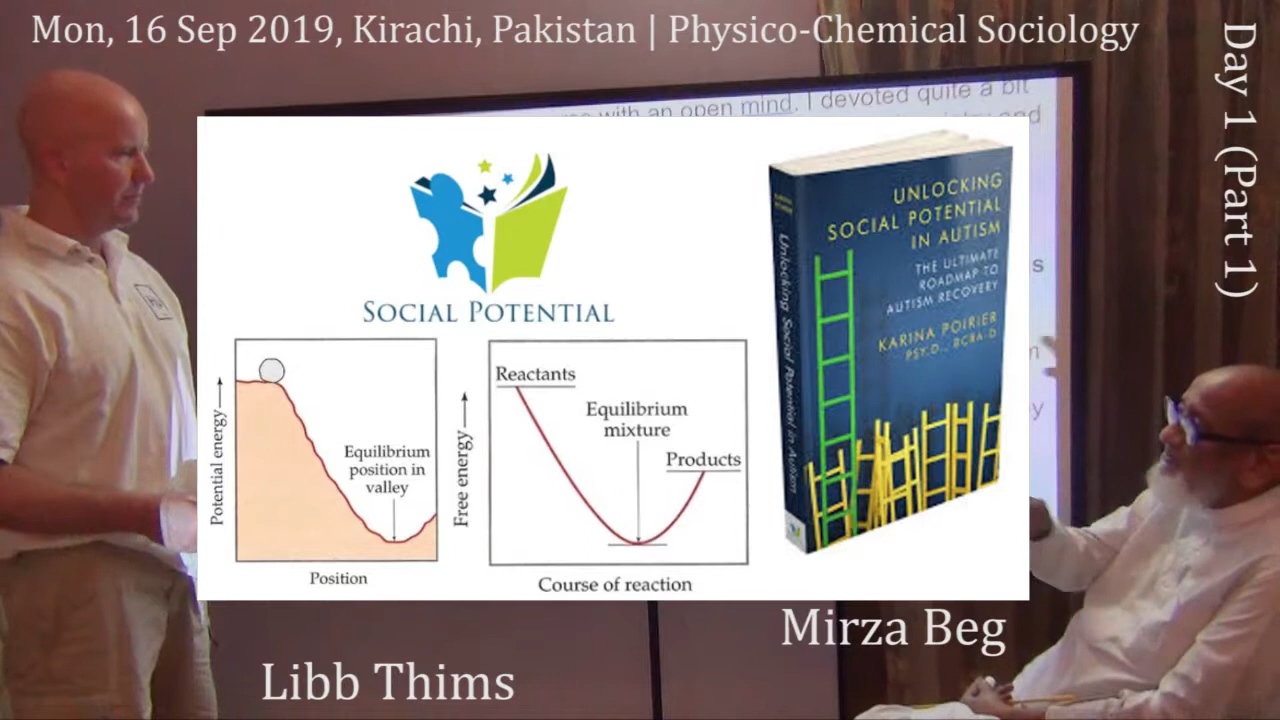 Mon, 16 Sep 2019, Kirachi, Pakistan | Physico-Chemical Sociology
Day 1 (Part 1)
with an open mind. I devoted quite a bit
and
SOCIAL POTENTIAL
Potential energy
Equilibrium
position in
valley
Position
Free energy
Reactants
Equilibrium
mixture
Products
Course of reaction
Unlocking Social Potential in Autism
UNLOCKING
SOCIAL POTENTIAL
IN AUTISM
THE ULTIMATE
ROADMAP TO
AUTISM RECOVERY
KARINA POIRIER
PSY.D., BCBA-D
Mirza Beg
Libb Thims